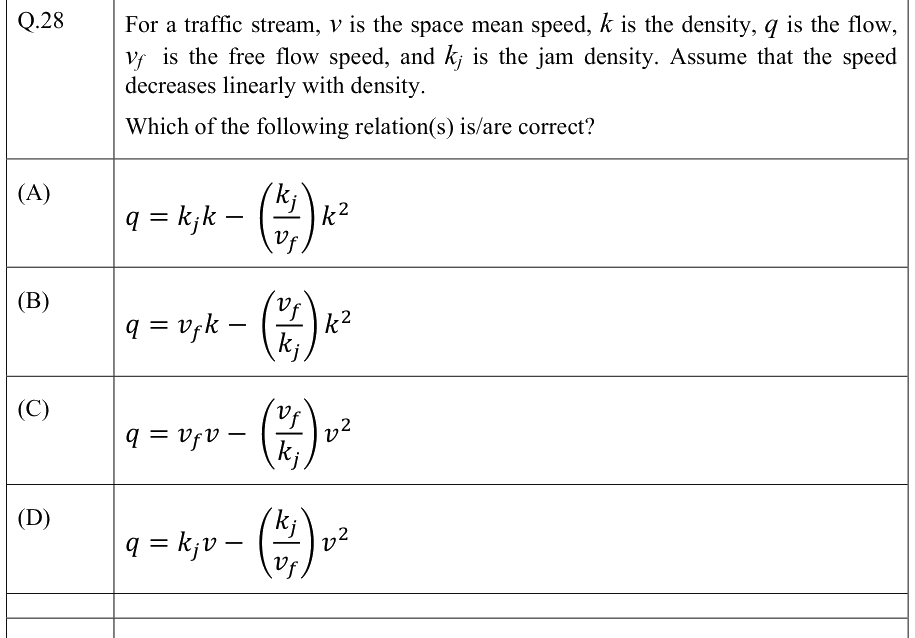 Q.28
For a traffic stream, v is the space mean speed, k is the density, q is the flow,
v_f is the free flow speed, and k_j is the jam density. Assume that the speed
decreases linearly with density.
Which of the following relation(s) is/are correct?
(A)
q = k_j k − (k_j / v_f) k²
(B)
q = v_f k − (v_f / k_j) k²
(C)
q = v_f v − (v_f / k_j) v²
(D)
q = k_j v − (k_j / v_f) v²